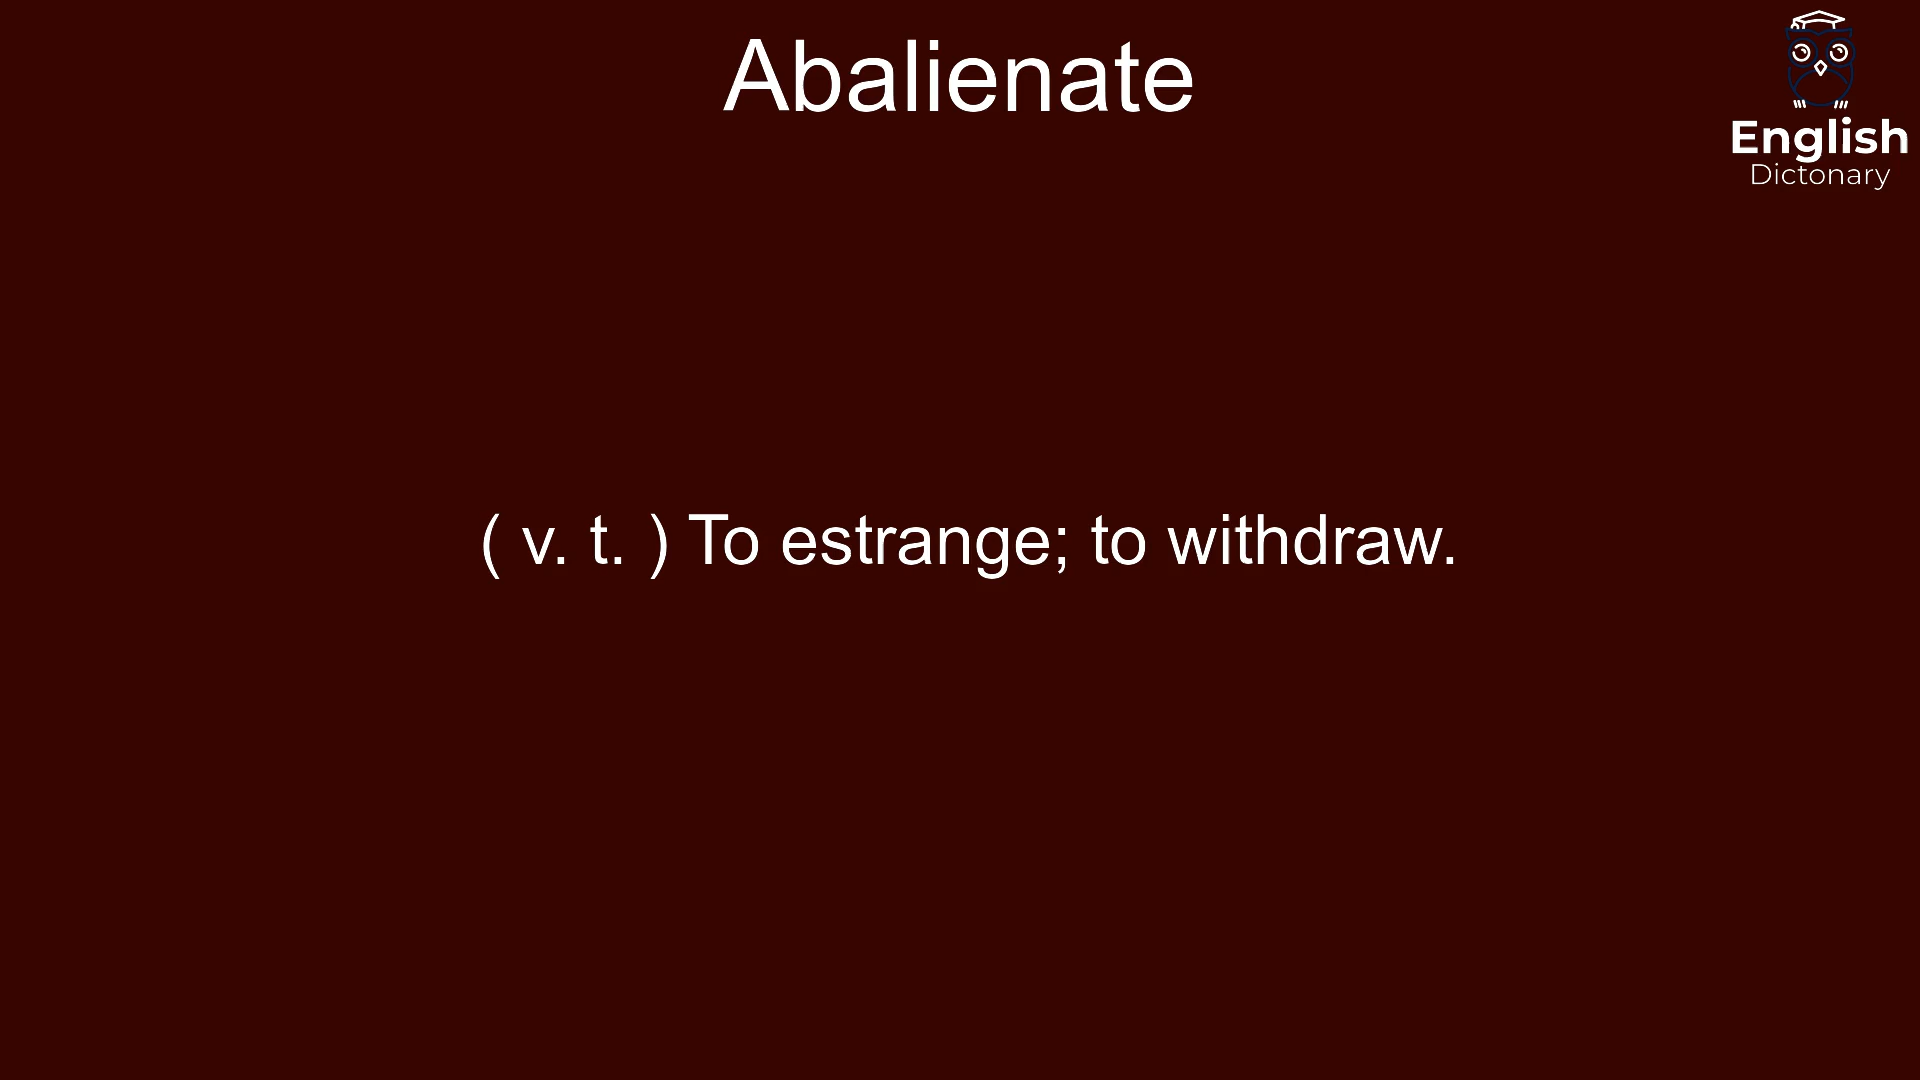 Abalienate
English
Dictonary
( v. t. ) To estrange; to withdraw.